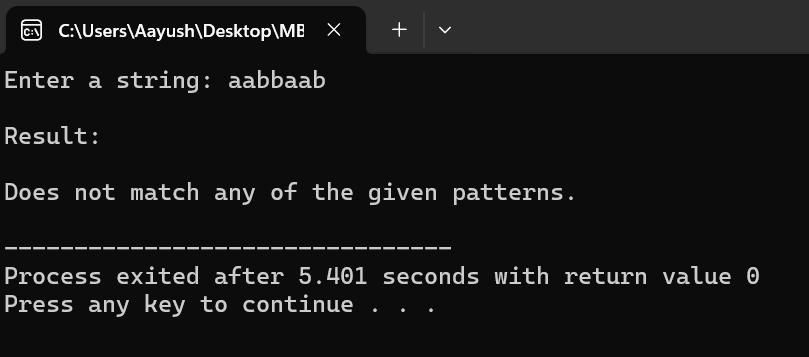 C:\Users\Aayush\Desktop\ME
Enter a string: aabbaab
Result:
Does not match any of the given patterns.
--------------------------------
Process exited after 5.401 seconds with return value 0
Press any key to continue . . .